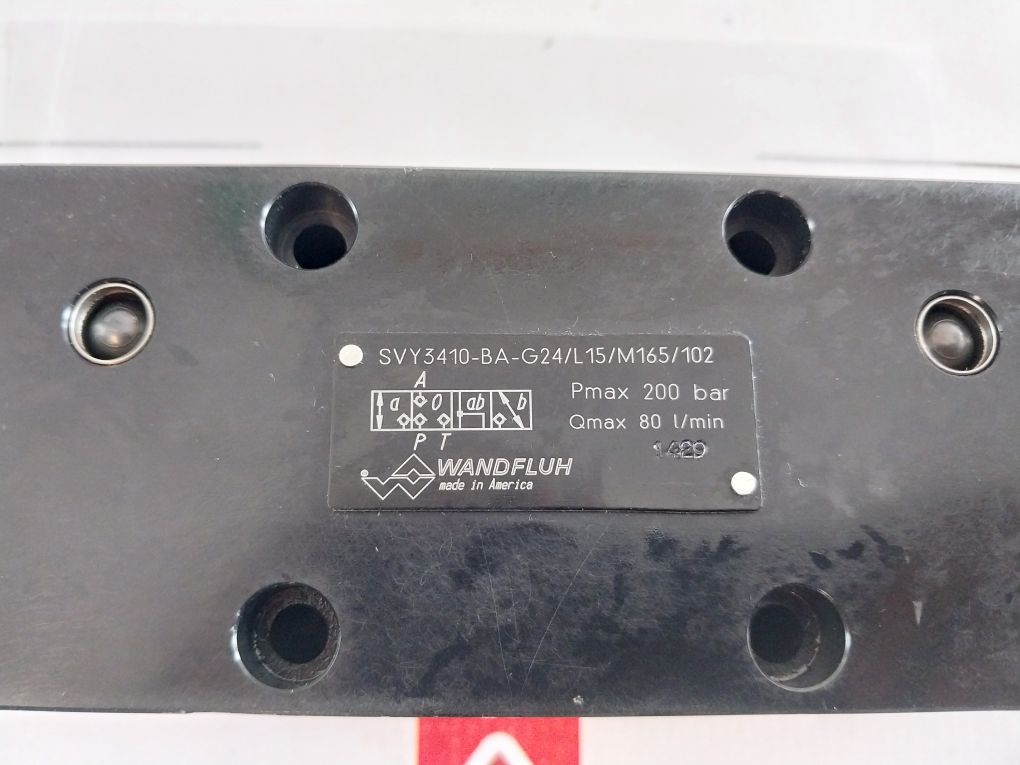 SVY3410-BA-G24/L15/M165/102
A
a 0 ab b
P T
Pmax 200 bar
Qmax 80 l/min
1429
® WANDFLUH
made in America